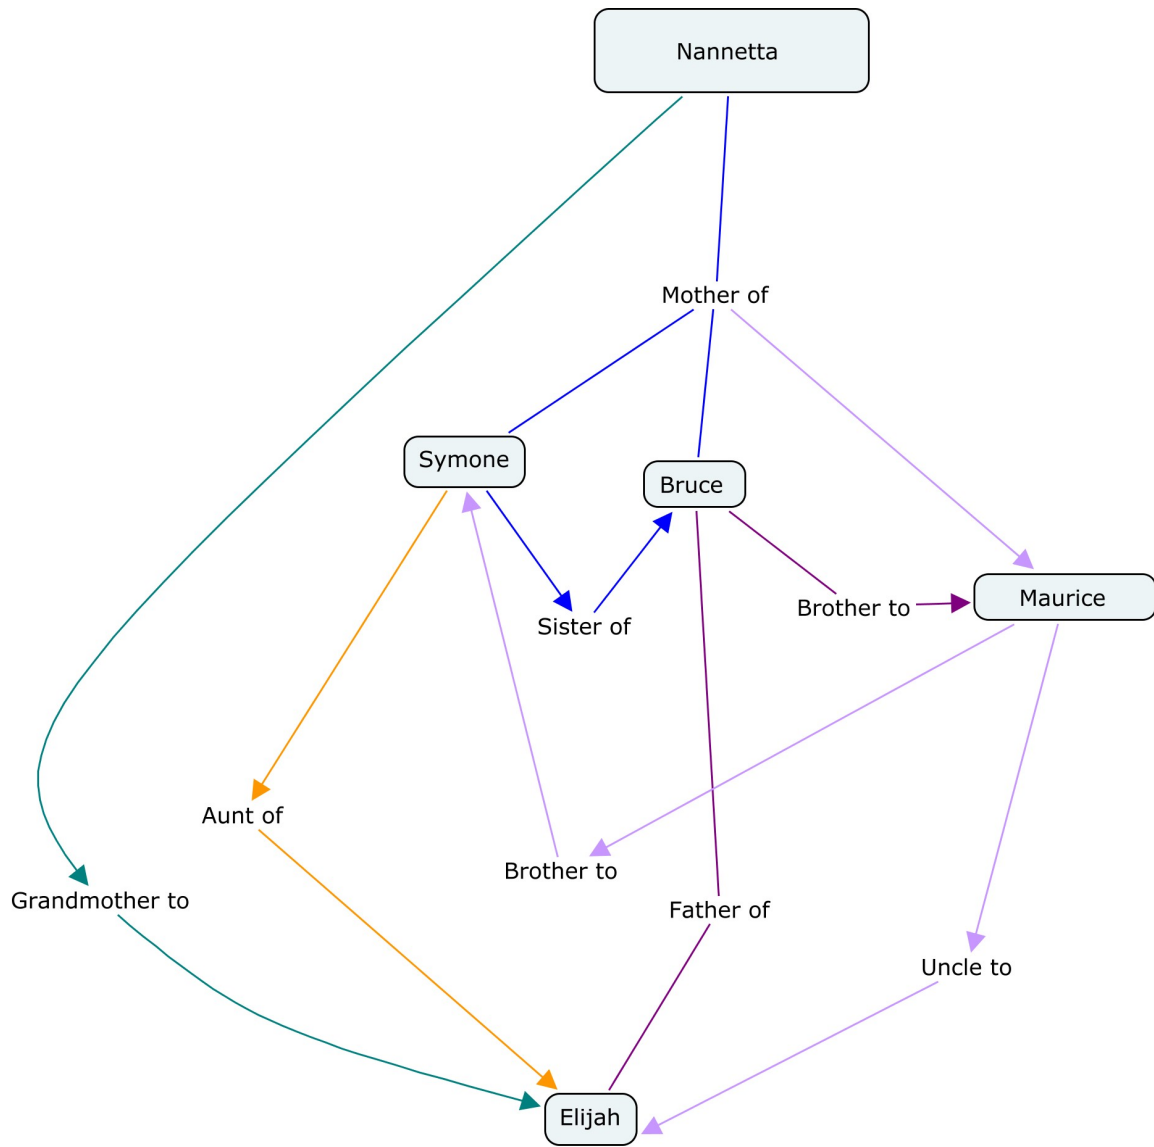 Nannetta
Mother of
Symone
Bruce
Maurice
Brother to
Sister of
Aunt of
Brother to
Grandmother to
Father of
Uncle to
Elijah